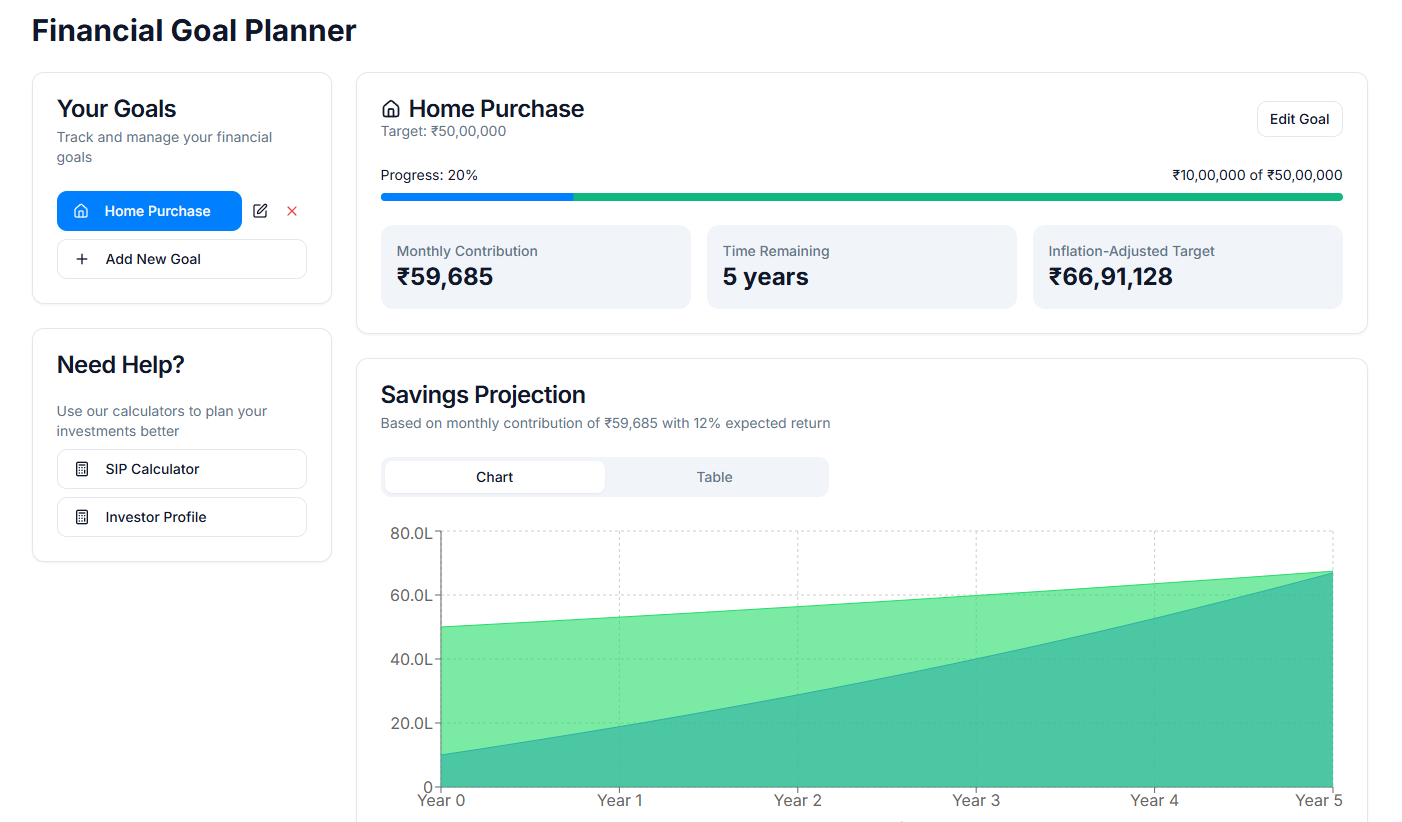 Financial Goal Planner
Your Goals
Track and manage your financial
goals
Home Purchase
Add New Goal
Need Help?
Use our calculators to plan your
investments better
SIP Calculator
Investor Profile
Home Purchase
Target: ₹50,00,000
Edit Goal
Progress: 20%
₹10,00,000 of ₹50,00,000
Monthly Contribution
₹59,685
Time Remaining
5 years
Inflation-Adjusted Target
₹66,91,128
Savings Projection
Based on monthly contribution of ₹59,685 with 12% expected return
Chart
Table
80.0L
60.0L
40.0L
20.0L
0
Year 0
Year 1
Year 2
Year 3
Year 4
Year 5